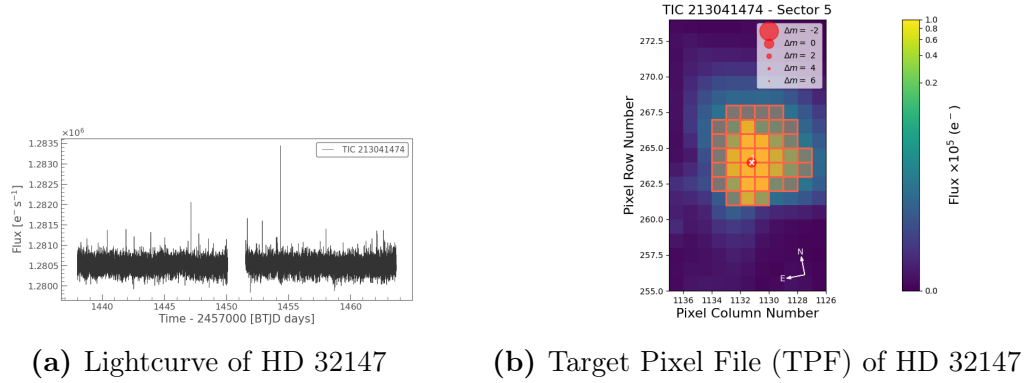 ×10⁶
TIC 213041474
1.2835
1.2830
1.2825
1.2820
1.2815
1.2810
1.2805
1.2800
Flux [e⁻ s⁻¹]
1440 1445 1450 1455 1460
Time - 2457000 [BTJD days]
(a) Lightcurve of HD 32147
TIC 213041474 - Sector 5
Δm = -2
Δm = 0
Δm = 2
Δm = 4
Δm = 6
272.5
270.0
267.5
265.0
262.5
260.0
257.5
255.0
Pixel Row Number
N
E
1136 1134 1132 1130 1128 1126
Pixel Column Number
1.0
0.8
0.6
0.4
0.2
0.0
Flux ×10⁵ (e⁻)
(b) Target Pixel File (TPF) of HD 32147